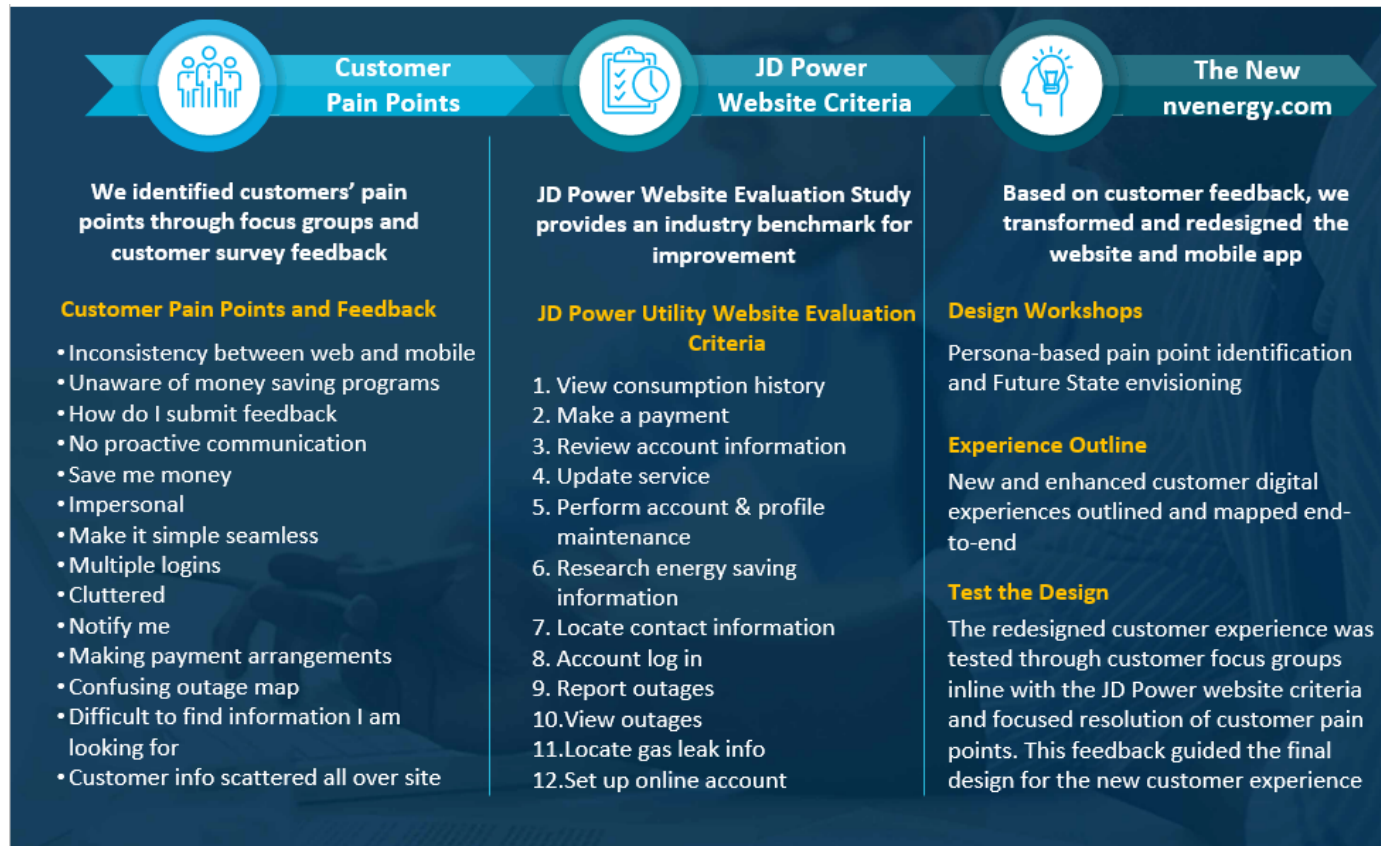 Customer
Pain Points
JD Power
Website Criteria
The New
nvenergy.com
We identified customers’ pain
points through focus groups and
customer survey feedback
Customer Pain Points and Feedback
• Inconsistency between web and mobile
• Unaware of money saving programs
• How do I submit feedback
• No proactive communication
• Save me money
• Impersonal
• Make it simple seamless
• Multiple logins
• Cluttered
• Notify me
• Making payment arrangements
• Confusing outage map
• Difficult to find information I am
looking for
• Customer info scattered all over site
JD Power Website Evaluation Study
provides an industry benchmark for
improvement
JD Power Utility Website Evaluation
Criteria
1. View consumption history
2. Make a payment
3. Review account information
4. Update service
5. Perform account & profile
maintenance
6. Research energy saving
information
7. Locate contact information
8. Account log in
9. Report outages
10.View outages
11.Locate gas leak info
12.Set up online account
Based on customer feedback, we
transformed and redesigned the
website and mobile app
Design Workshops
Persona-based pain point identification
and Future State envisioning
Experience Outline
New and enhanced customer digital
experiences outlined and mapped end-
to-end
Test the Design
The redesigned customer experience was
tested through customer focus groups
inline with the JD Power website criteria
and focused resolution of customer pain
points. This feedback guided the final
design for the new customer experience